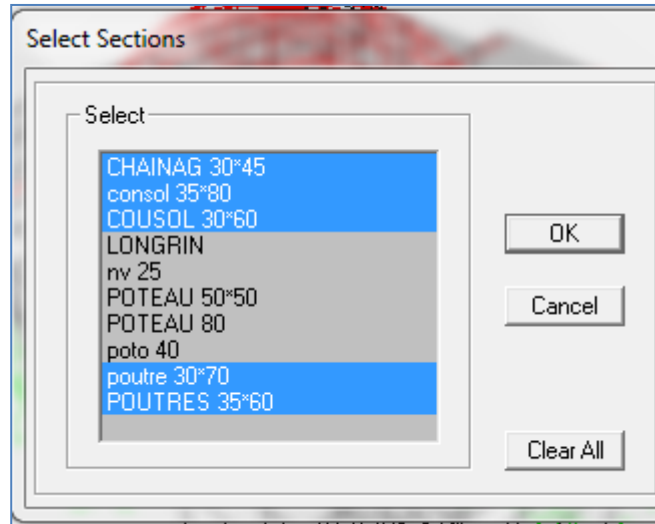 Select Sections
Select
CHAINAG 30*45
consol 35*80
COUSOL 30*60
LONGRIN
nv 25
POTEAU 50*50
POTEAU 80
poto 40
poutre 30*70
POUTRES 35*60
OK
Cancel
Clear All